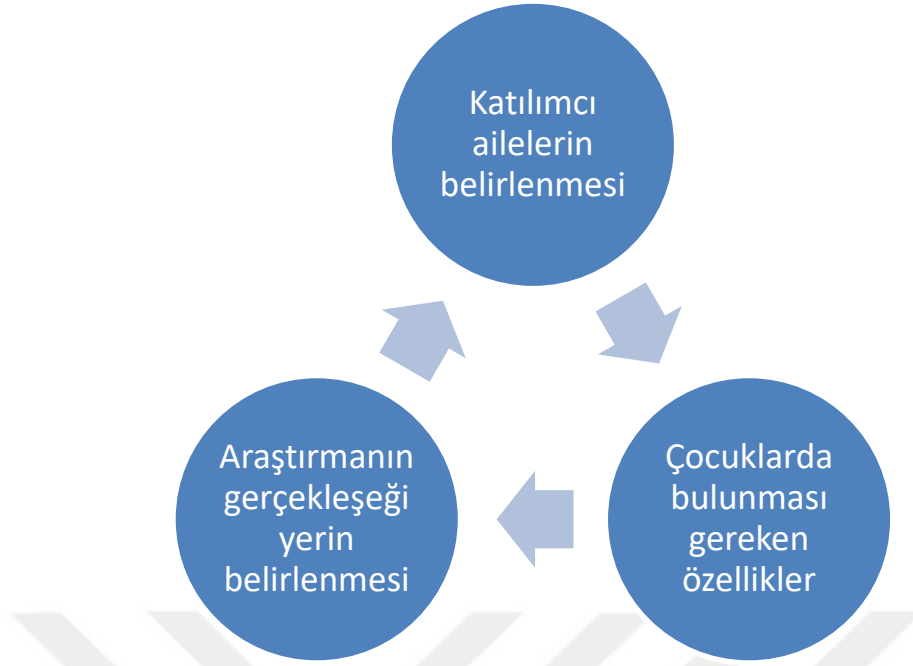 Katılımcı
ailelerin
belirlenmesi
Çocuklarda
bulunması
gereken
özellikler
Araştırmanın
gerçekleşeği
yerin
belirlenmesi